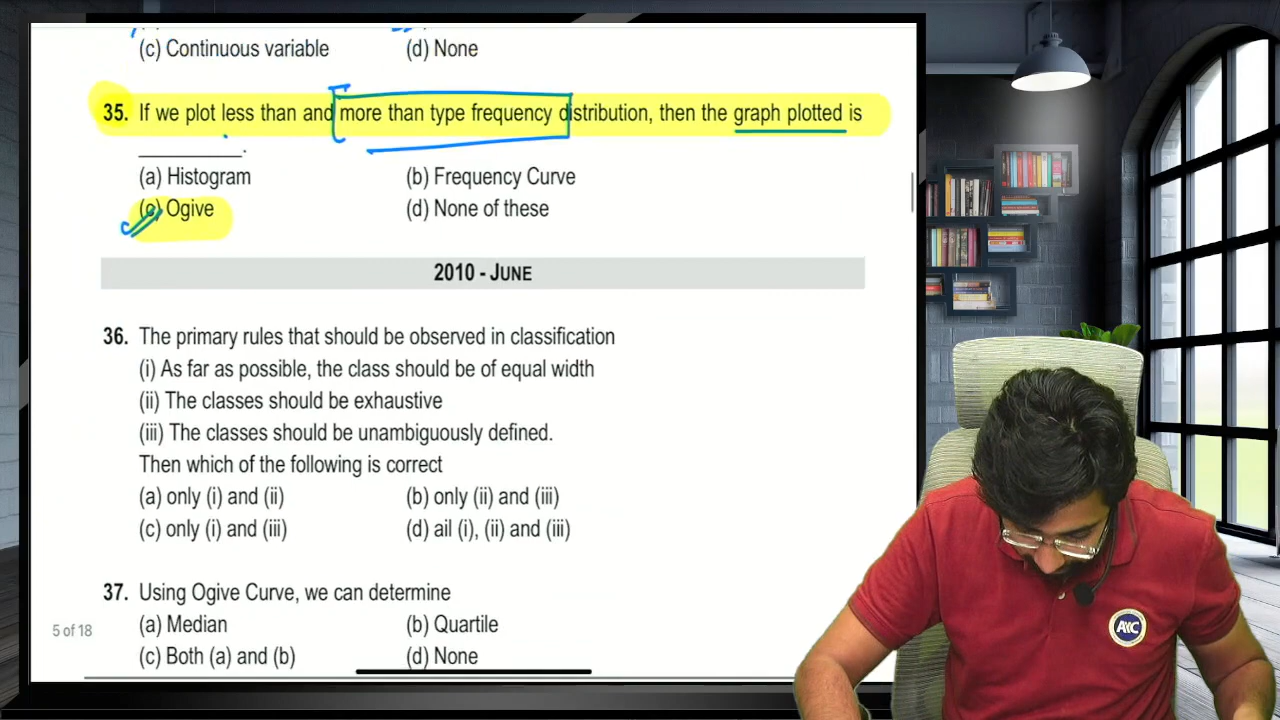 (c) Continuous variable (d) None
35. If we plot less than and more than type frequency distribution, then the graph plotted is
__________.
(a) Histogram (b) Frequency Curve
(c) Ogive (d) None of these
2010 - JUNE
36. The primary rules that should be observed in classification
(i) As far as possible, the class should be of equal width
(ii) The classes should be exhaustive
(iii) The classes should be unambiguously defined.
Then which of the following is correct
(a) only (i) and (ii) (b) only (ii) and (iii)
(c) only (i) and (iii) (d) ail (i), (ii) and (iii)
37. Using Ogive Curve, we can determine
5 of 18
(a) Median (b) Quartile
(c) Both (a) and (b) (d) None